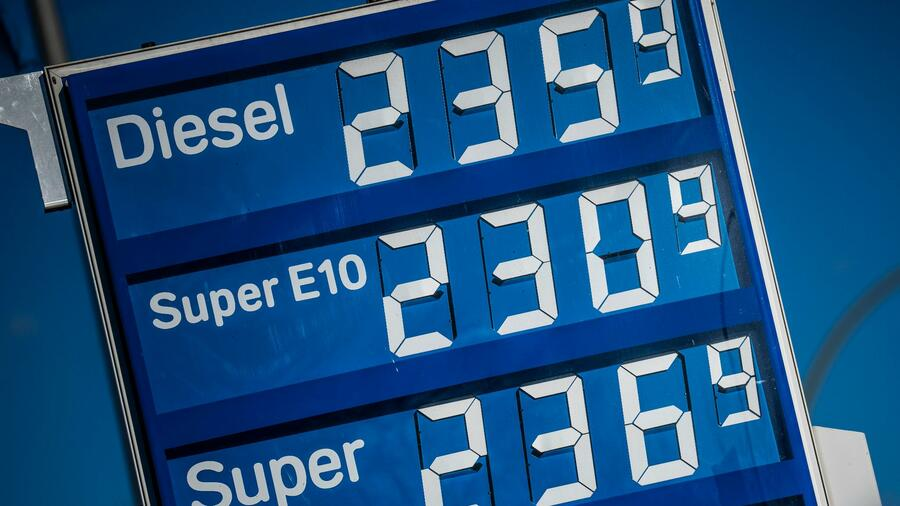 Diesel 235⁹
Super E10 230⁹
Super 236⁹